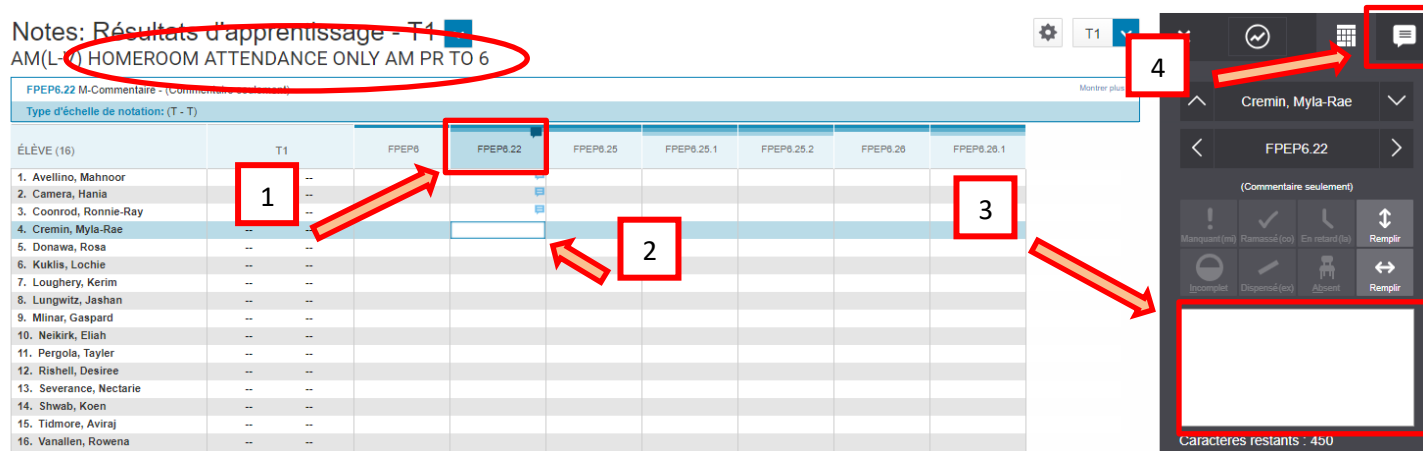 Notes: Résultats d'apprentissage - T1
T1
AM(L-V) HOMEROOM ATTENDANCE ONLY AM PR TO 6
4
FPEP6.22 M-Commentaire - (Commentaire seulement)
Montrer plus
Type d'échelle de notation: (T - T)
ÉLÈVE (16) T1 FPEP6 FPEP6.22 FPEP6.25 FPEP6.25.1 FPEP6.25.2 FPEP6.26 FPEP6.26.1
1. Avellino, Mahnoor --
2. Camera, Hania --
3. Coonrod, Ronnie-Ray --
4. Cremin, Myla-Rae -- --
5. Donawa, Rosa -- --
6. Kuklis, Lochie -- --
7. Loughery, Kerim -- --
8. Lungwitz, Jashan -- --
9. Mlinar, Gaspard -- --
10. Neikirk, Eliah -- --
11. Pergola, Tayler -- --
12. Rishell, Desiree -- --
13. Severance, Nectarie -- --
14. Shwab, Koen -- --
15. Tidmore, Aviraj -- --
16. Vanallen, Rowena -- --
1
2
3
Cremin, Myla-Rae
FPEP6.22
(Commentaire seulement)
Manquant (mi) Ramassé (co) En retard (la) Remplir
Incomplet Dispensé (ex) Absent Remplir
Caractères restants : 450